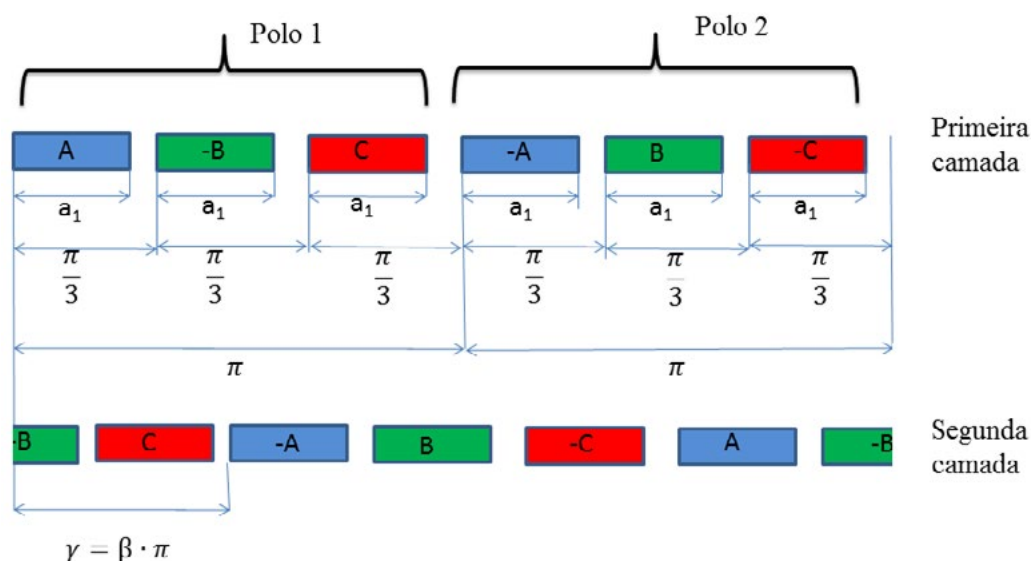 Polo 1
Polo 2
A
-B
C
-A
B
-C
Primeira
camada
a₁
a₁
a₁
a₁
a₁
a₁
π/3
π/3
π/3
π/3
π/3
π/3
π
π
-B
C
-A
B
-C
A
-B
Segunda
camada
γ = β · π